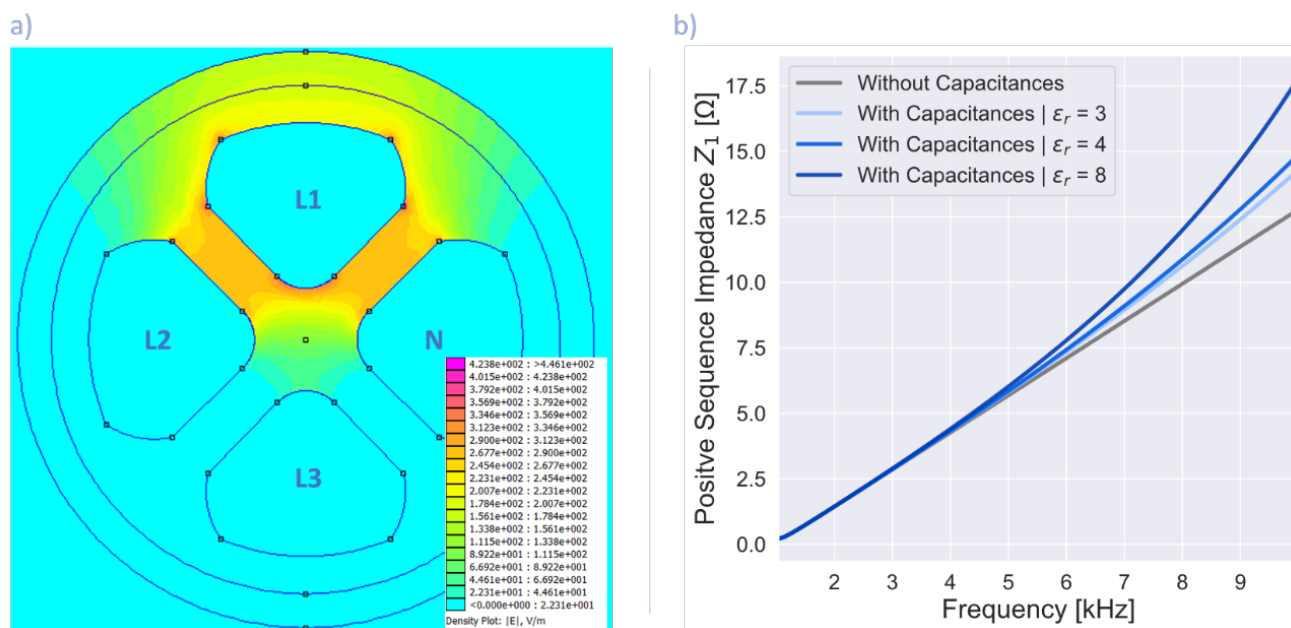 a)
L1
L2
N
L3
4.238e+002 : >4.461e+002
4.015e+002 : 4.238e+002
3.792e+002 : 4.015e+002
3.569e+002 : 3.792e+002
3.346e+002 : 3.569e+002
3.123e+002 : 3.346e+002
2.900e+002 : 3.123e+002
2.677e+002 : 2.900e+002
2.454e+002 : 2.677e+002
2.231e+002 : 2.454e+002
2.007e+002 : 2.231e+002
1.784e+002 : 2.007e+002
1.561e+002 : 1.784e+002
1.338e+002 : 1.561e+002
1.115e+002 : 1.338e+002
8.922e+001 : 1.115e+002
6.692e+001 : 8.922e+001
4.461e+001 : 6.692e+001
2.231e+001 : 4.461e+001
<0.000e+000 : 2.231e+001
Density Plot: |E|, V/m
b)
Positve Sequence Impedance Z₁ [Ω]
17.5
15.0
12.5
10.0
7.5
5.0
2.5
0.0
Without Capacitances
With Capacitances | εᵣ = 3
With Capacitances | εᵣ = 4
With Capacitances | εᵣ = 8
2 3 4 5 6 7 8 9
Frequency [kHz]